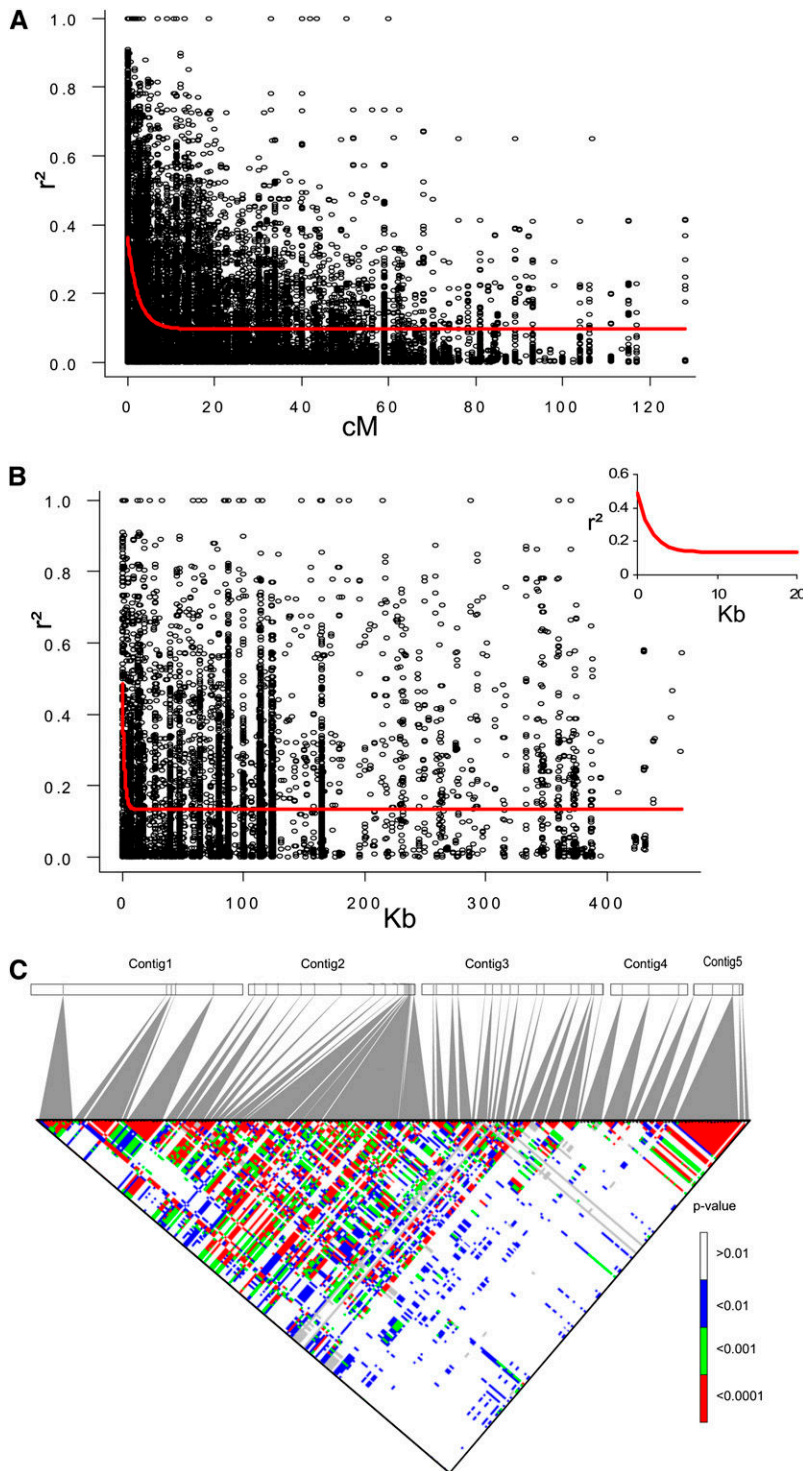 A
1.0
0.8
0.6
0.4
0.2
0.0
r²
0 20 40 60 80 100 120
cM
B
1.0
0.8
0.6
0.4
0.2
0.0
r²
0 100 200 300 400
Kb
0.6
0.4
0.2
0
r²
0 10 20
Kb
C
Contig1 Contig2 Contig3 Contig4 Contig5
p-value
>0.01
<0.01
<0.001
<0.0001